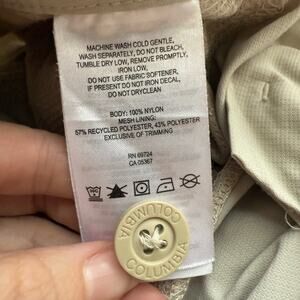 MACHINE WASH COLD GENTLE,
WASH SEPARATELY, DO NOT BLEACH,
TUMBLE DRY LOW, REMOVE PROMPTLY,
IRON LOW,
DO NOT USE FABRIC SOFTENER,
IF PRESENT DO NOT IRON DECAL,
DO NOT DRYCLEAN
BODY: 100% NYLON
MESH LINING:
57% RECYCLED POLYESTER, 43% POLYESTER
EXCLUSIVE OF TRIMMING
RN 69724
CA 05367
COLUMBIA
COLUMBIA